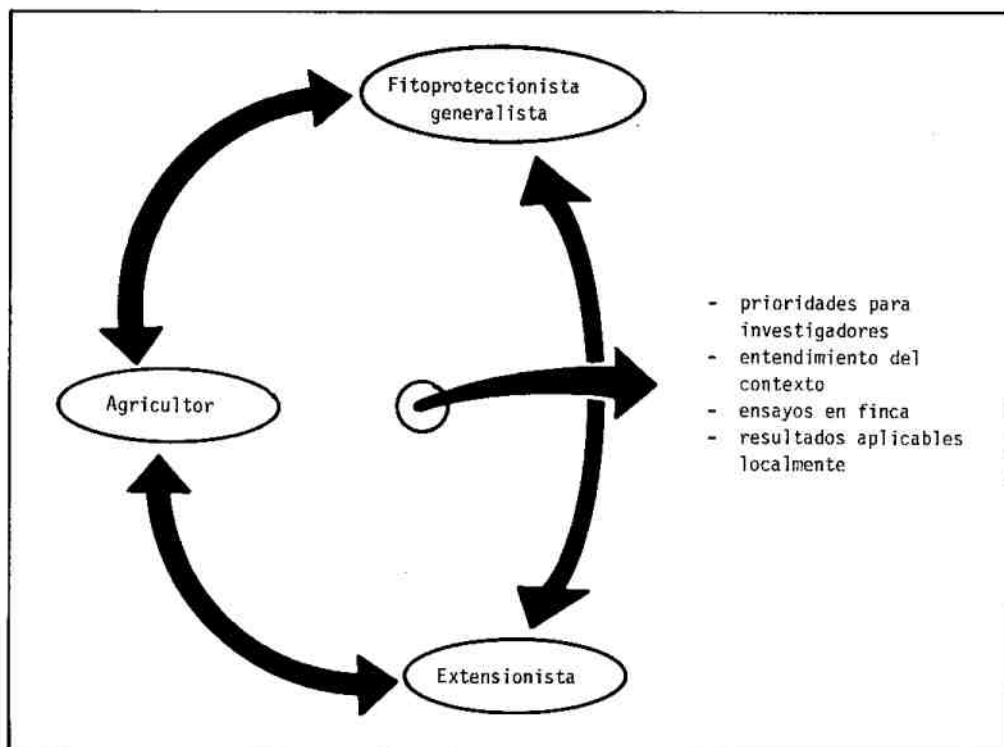 Fitoproteccionista
generalista
Agricultor
- prioridades para
investigadores
- entendimiento del
contexto
- ensayos en finca
- resultados aplicables
localmente
Extensionista